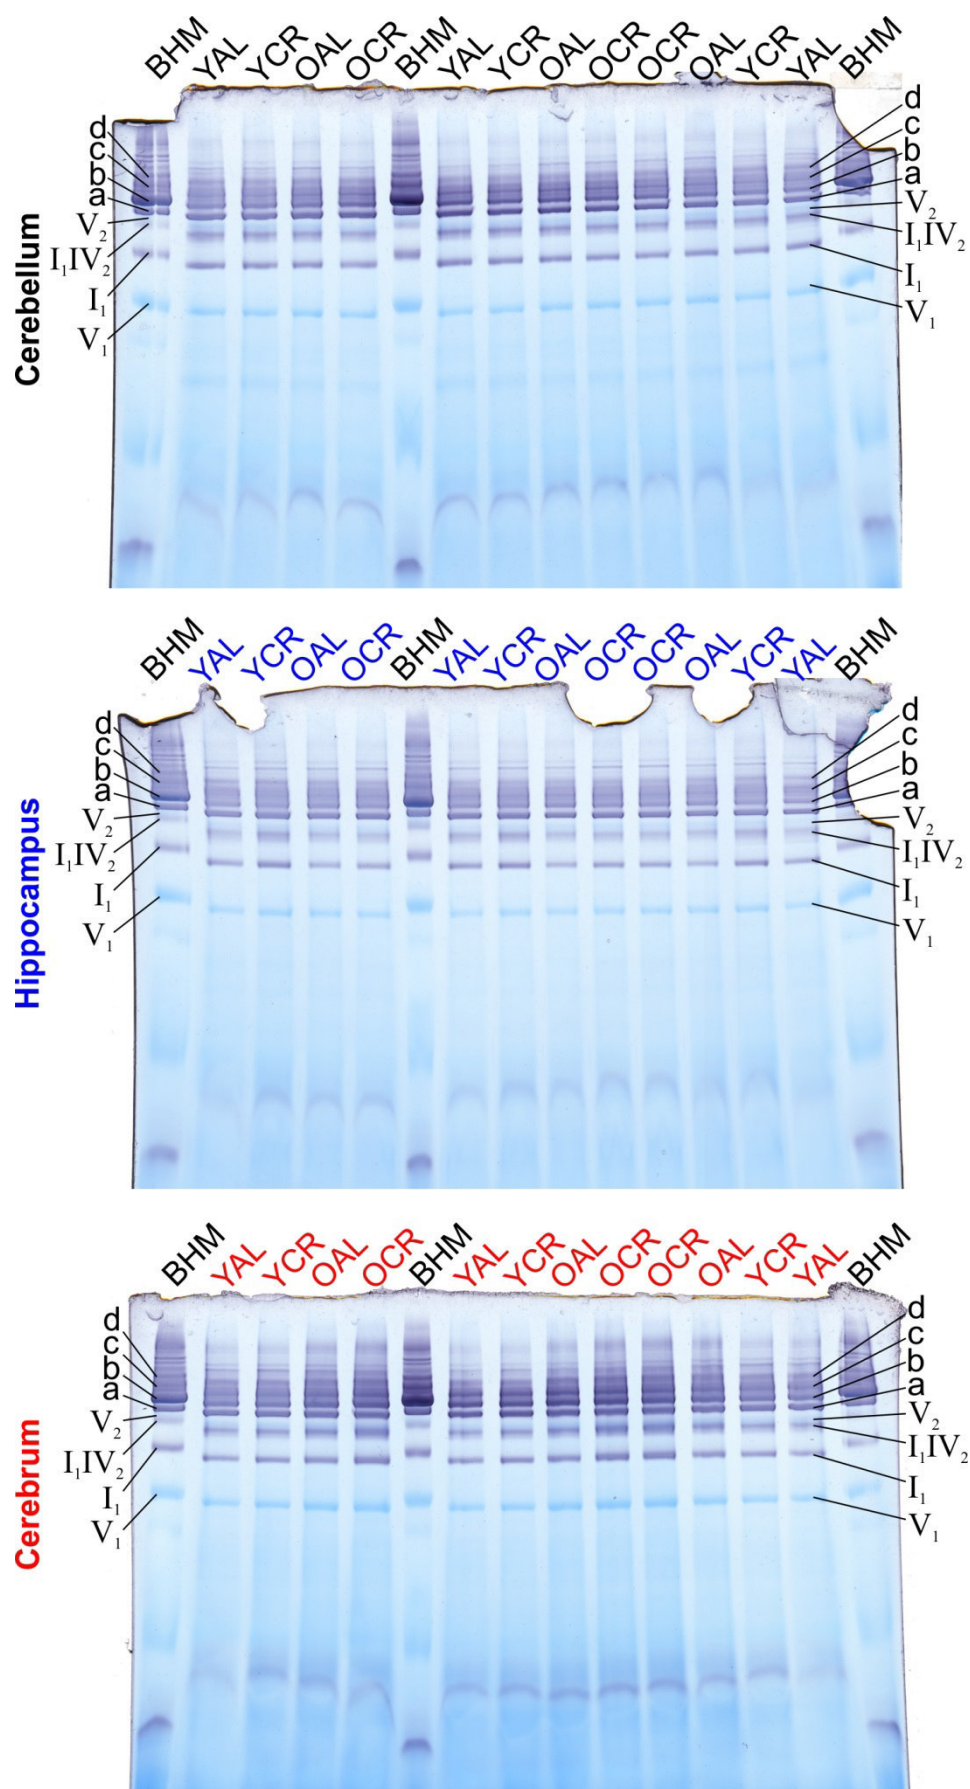 BHM YAL YCR OAL OCR BHM YAL YCR OAL OCR OCR OAL YCR YAL BHM
d
c
b
a
V₂
I₁IV₂
I₁
V₁
d
c
b
a
V₂
I₁IV₂
I₁
V₁
Cerebellum
BHM YAL YCR OAL OCR BHM YAL YCR OAL OCR OCR OAL YCR YAL BHM
d
c
b
a
V₂
I₁IV₂
I₁
V₁
d
c
b
a
V₂
I₁IV₂
I₁
V₁
Hippocampus
BHM YAL YCR OAL OCR BHM YAL YCR OAL OCR OCR OAL YCR YAL BHM
d
c
b
a
V₂
I₁IV₂
I₁
V₁
d
c
b
a
V₂
I₁IV₂
I₁
V₁
Cerebrum